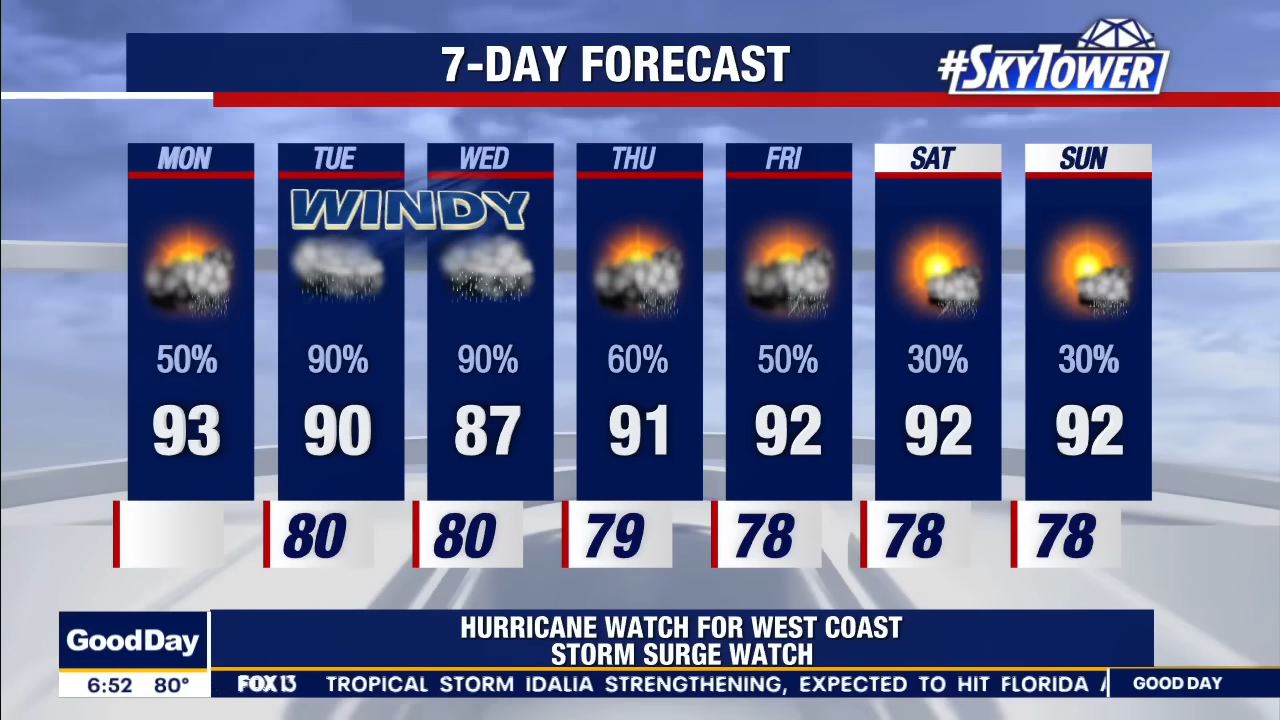 7-DAY FORECAST
#SKYTOWER
MON TUE WED THU FRI SAT SUN
WINDY
50% 90% 90% 60% 50% 30% 30%
93 90 87 91 92 92 92
80 80 79 78 78 78
HURRICANE WATCH FOR WEST COAST
STORM SURGE WATCH
GoodDay
6:52 80° FOX 13 TROPICAL STORM IDALIA STRENGTHENING, EXPECTED TO HIT FLORIDA GOOD DAY